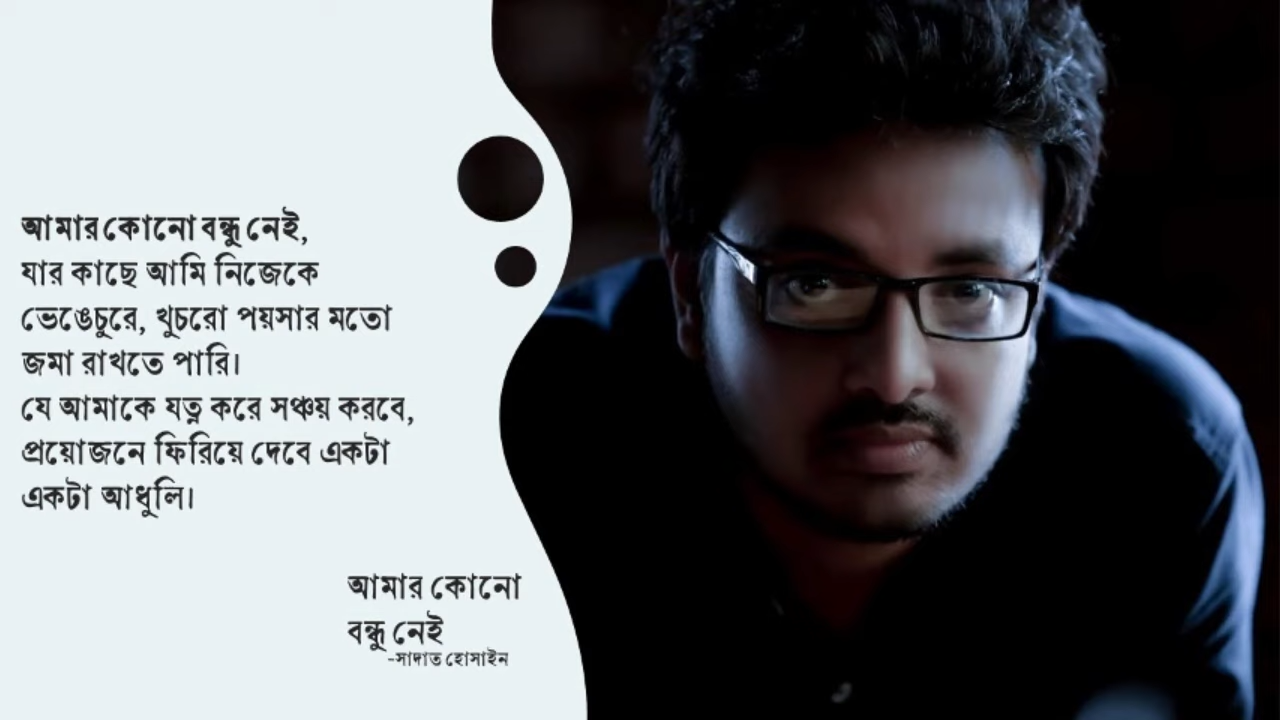 আমার কোনো বন্ধু নেই,
যার কাছে আমি নিজেকে
ভেঙেচুরে, খুচরো পয়সার মতো
জমা রাখতে পারি।
যে আমাকে যত্ন করে সঞ্চয় করবে,
প্রয়োজনে ফিরিয়ে দেবে একটা
একটা আধুলি।
আমার কোনো
বন্ধু নেই
-সাদাত হোসাইন